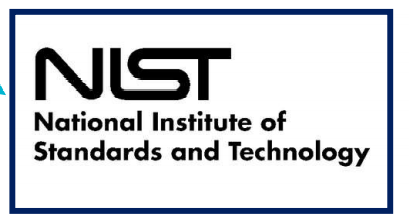 NIST
National Institute of
Standards and Technology